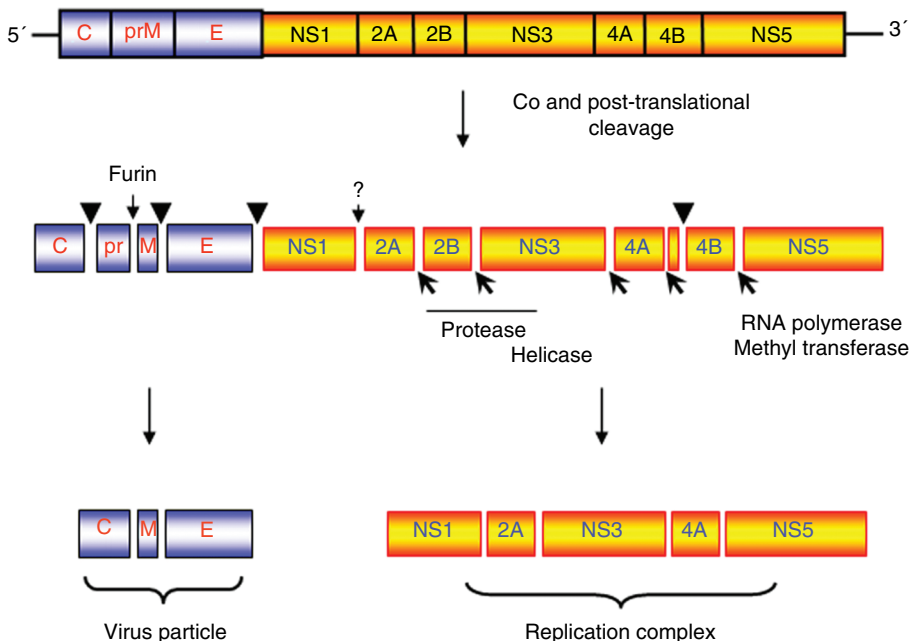 5´ C prM E NS1 2A 2B NS3 4A 4B NS5 3´
Co and post-translational
cleavage
Furin
?
C pr M E NS1 2A 2B NS3 4A 4B NS5
Protease
Helicase
RNA polymerase
Methyl transferase
C M E NS1 2A NS3 4A NS5
Virus particle Replication complex